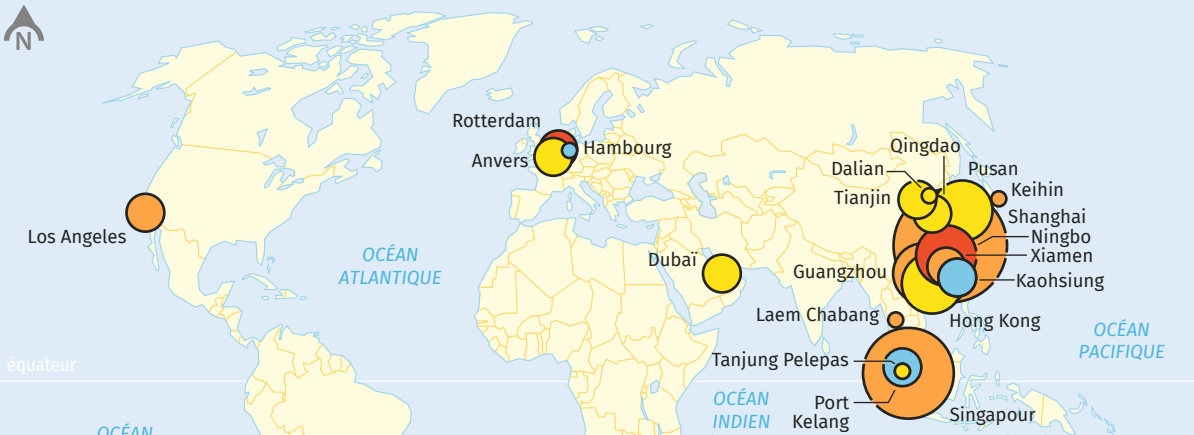 N
Rotterdam
Anvers
Hambourg
Los Angeles
OCÉAN
ATLANTIQUE
Dubaï
Qingdao
Dalian
Pusan
Tianjin
Keihin
Shanghai
Ningbo
Xiamen
Guangzhou
Kaohsiung
Laem Chabang
Hong Kong
OCÉAN
PACIFIQUE
équateur
Tanjung Pelepas
OCÉAN
INDIEN
Port
Kelang
Singapour
OCÉAN